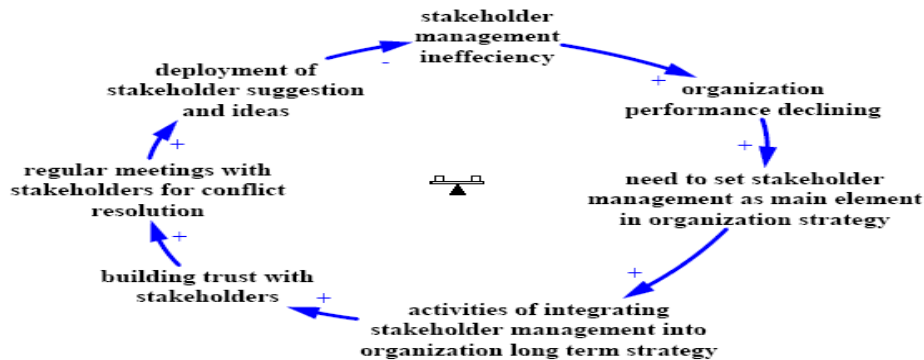 stakeholder
management
ineffeciency
-
deployment of
stakeholder suggestion
and ideas
+
organization
performance declining
+
+
regular meetings with
stakeholders for conflict
resolution
need to set stakeholder
management as main element
in organization strategy
+
+
building trust with
stakeholders
+
activities of integrating
stakeholder management into
organization long term strategy